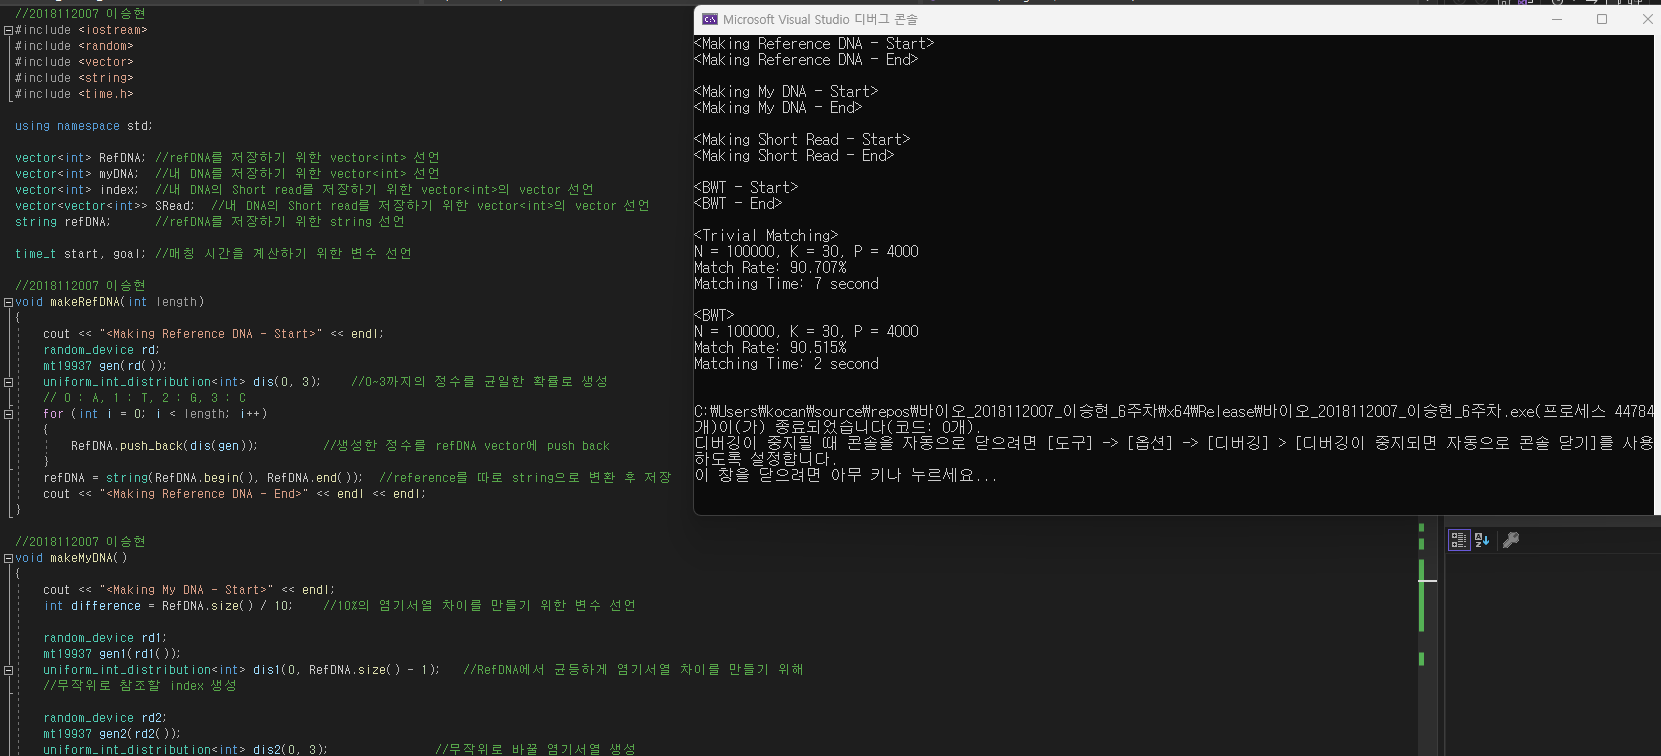 //2018112007 이승현
#include <iostream>
#include <random>
#include <vector>
#include <string>
#include <time.h>
using namespace std;
vector<int> RefDNA; //refDNA를 저장하기 위한 vector<int> 선언
vector<int> myDNA; //내 DNA를 저장하기 위한 vector<int> 선언
vector<int> index; //내 DNA의 Short read를 저장하기 위한 vector<int>의 vector 선언
vector<vector<int>> SRead; //내 DNA의 Short read를 저장하기 위한 vector<int>의 vector 선언
string refDNA; //refDNA를 저장하기 위한 string 선언
time_t start, goal; //매칭 시간을 계산하기 위한 변수 선언
//2018112007 이승현
void makeRefDNA(int length)
{
cout << "<Making Reference DNA - Start>" << endl;
random_device rd;
mt19937 gen(rd());
uniform_int_distribution<int> dis(0, 3); //0~3까지의 정수를 균일한 확률로 생성
// 0 : A, 1 : T, 2 : G, 3 : C
for (int i = 0; i < length; i++)
{
RefDNA.push_back(dis(gen)); //생성한 정수를 refDNA vector에 push back
}
refDNA = string(RefDNA.begin(), RefDNA.end()); //reference를 따로 string으로 변환 후 저장
cout << "<Making Reference DNA - End>" << endl << endl;
}
//2018112007 이승현
void makeMyDNA()
{
cout << "<Making My DNA - Start>" << endl;
int difference = RefDNA.size() / 10; //10%의 염기서열 차이를 만들기 위한 변수 선언
random_device rd1;
mt19937 gen1(rd1());
uniform_int_distribution<int> dis1(0, RefDNA.size() - 1); //RefDNA에서 균등하게 염기서열 차이를 만들기 위해
//무작위로 참조할 index 생성
random_device rd2;
mt19937 gen2(rd2());
uniform_int_distribution<int> dis2(0, 3); //무작위로 바꿀 염기서열 생성
Microsoft Visual Studio 디버그 콘솔
<Making Reference DNA - Start>
<Making Reference DNA - End>
<Making My DNA - Start>
<Making My DNA - End>
<Making Short Read - Start>
<Making Short Read - End>
<BWT - Start>
<BWT - End>
<Trivial Matching>
N = 100000, K = 30, P = 4000
Match Rate: 90.707%
Matching Time: 7 second
<BWT>
N = 100000, K = 30, P = 4000
Match Rate: 90.515%
Matching Time: 2 second
C:₩Users₩kocan₩source₩repos₩바이오_2018112007_이승현_6주차₩x64₩Release₩바이오_2018112007_이승현_6주차.exe(프로세스 44784
개)이(가) 종료되었습니다(코드: 0개).
디버깅이 중지될 때 콘솔을 자동으로 닫으려면 [도구] -> [옵션] -> [디버깅] > [디버깅이 중지되면 자동으로 콘솔 닫기]를 사용
하도록 설정합니다.
이 창을 닫으려면 아무 키나 누르세요...